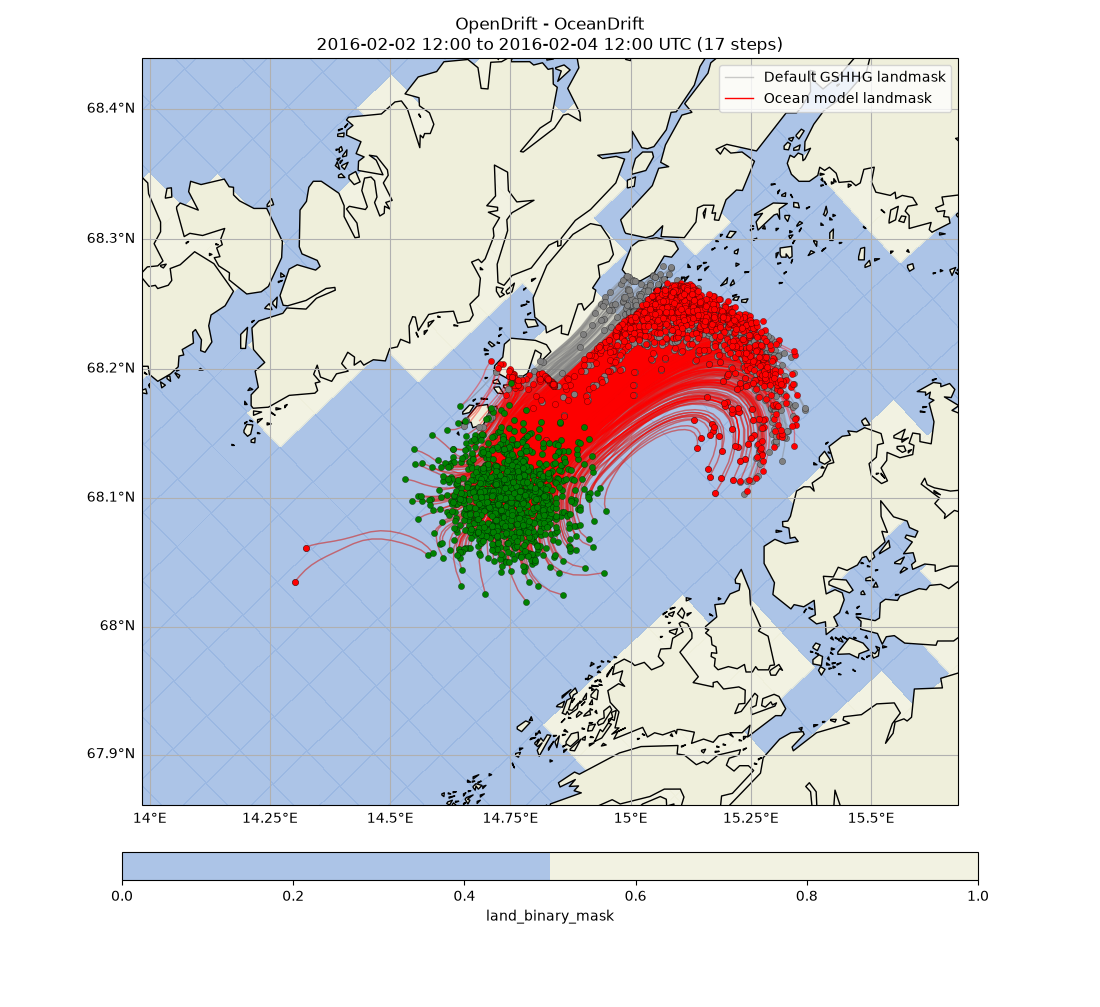 OpenDrift - OceanDrift
2016-02-02 12:00 to 2016-02-04 12:00 UTC (17 steps)
Default GSHHG landmask
Ocean model landmask
68.4°N
68.3°N
68.2°N
68.1°N
68°N
67.9°N
14°E 14.25°E 14.5°E 14.75°E 15°E 15.25°E 15.5°E
0.0 0.2 0.4 0.6 0.8 1.0
land_binary_mask